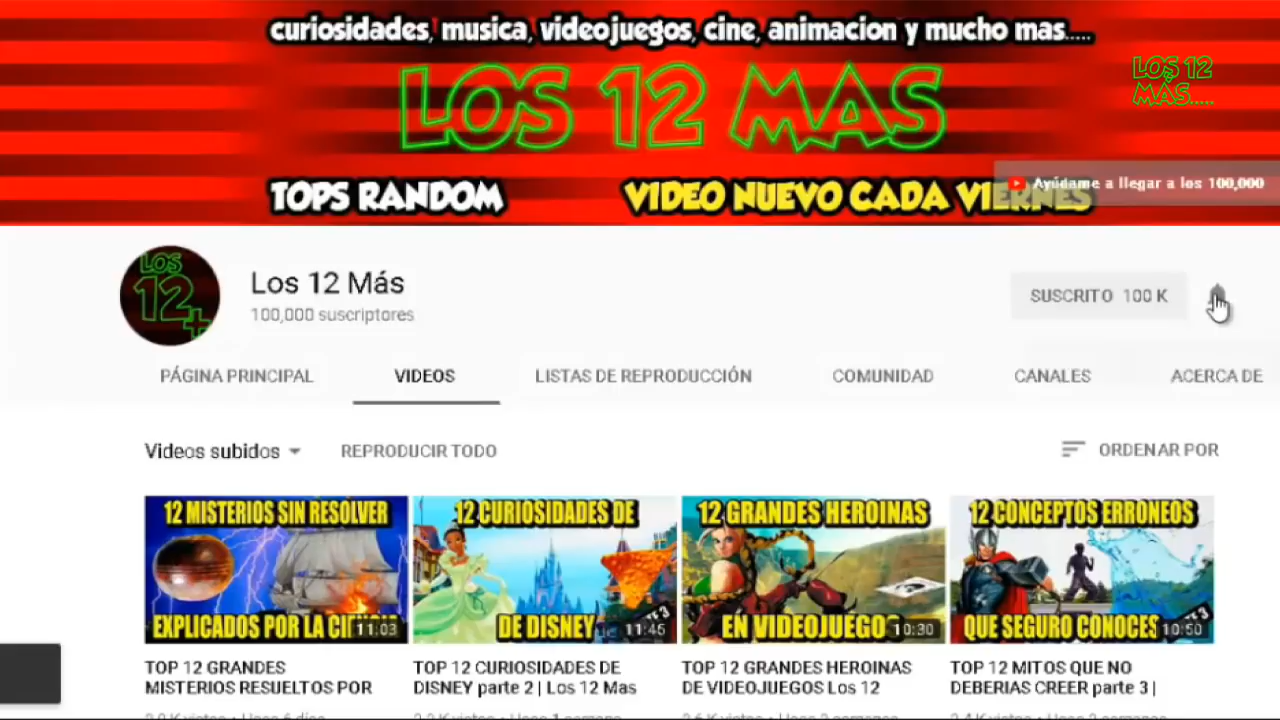 curiosidades, musica, videojuegos, cine, animacion y mucho mas.....
LOS 12 MAS
LOS 12
MAS.....
TOPS RANDOM
VIDEO NUEVO CADA VIERNES
Ayúdame a llegar a los 100,000
LOS
12+
Los 12 Más
100,000 suscriptores
SUSCRITO 100 K
PÁGINA PRINCIPAL
VIDEOS
LISTAS DE REPRODUCCIÓN
COMUNIDAD
CANALES
ACERCA DE
Videos subidos
REPRODUCIR TODO
ORDENAR POR
12 MISTERIOS SIN RESOLVER
EXPLICADOS POR LA
11:03
12 CURIOSIDADES DE
DE DISNEY
11:45
12 GRANDES HEROINAS
EN VIDEOJUEGO
10:30
12 CONCEPTOS ERRONEOS
QUE SEGURO CONOCES
10:50
TOP 12 GRANDES
MISTERIOS RESUELTOS POR
TOP 12 CURIOSIDADES DE
DISNEY parte 2 | Los 12 Mas
TOP 12 GRANDES HEROINAS
DE VIDEOJUEGOS Los 12
TOP 12 MITOS QUE NO
DEBERIAS CREER parte 3 |